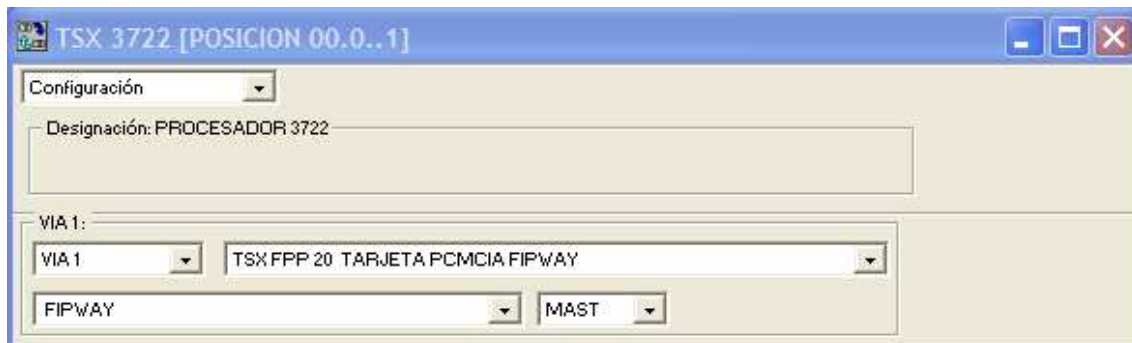 TSX 3722 [POSICION 00.0..1]
Configuración
Designación: PROCESADOR 3722
VIA 1:
VIA 1 TSX FPP 20 TARJETA PCMCIA FIPWAY
FIPWAY MAST